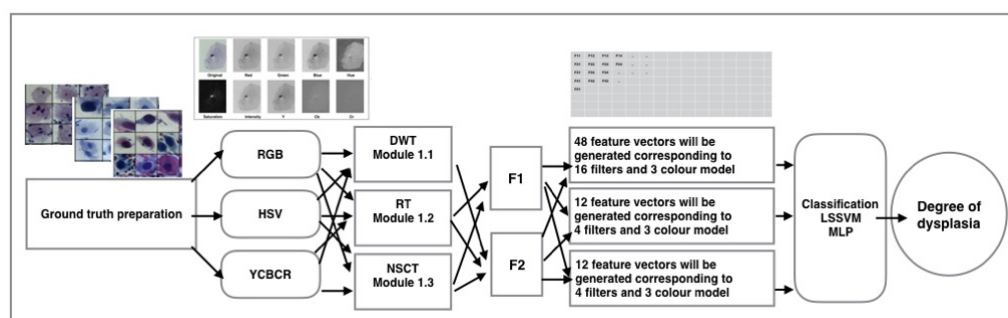 Original Red Green Blue Hue
Saturation Intensity Y Cb Cr
Ground truth preparation
RGB
HSV
YCBCR
DWT
Module 1.1
RT
Module 1.2
NSCT
Module 1.3
F1
F2
48 feature vectors will be
generated corresponding to
16 filters and 3 colour model
12 feature vectors will be
generated corresponding to
4 filters and 3 colour model
12 feature vectors will be
generated corresponding to
4 filters and 3 colour model
Classification
LSSVM
MLP
Degree of
dysplasia